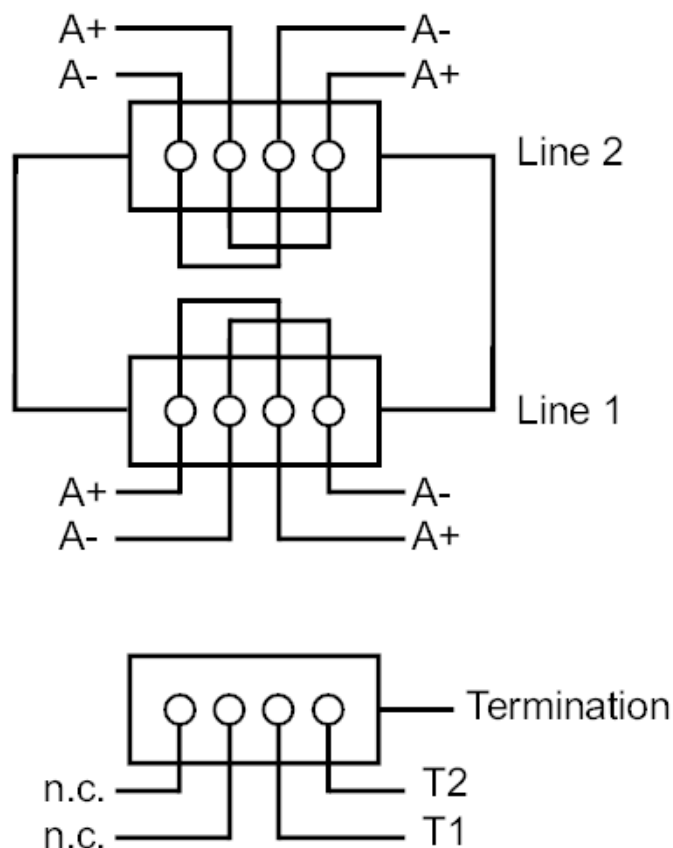 A+ A-
A- A+
Line 2
Line 1
A+ A-
A- A+
Termination
n.c. T2
n.c. T1